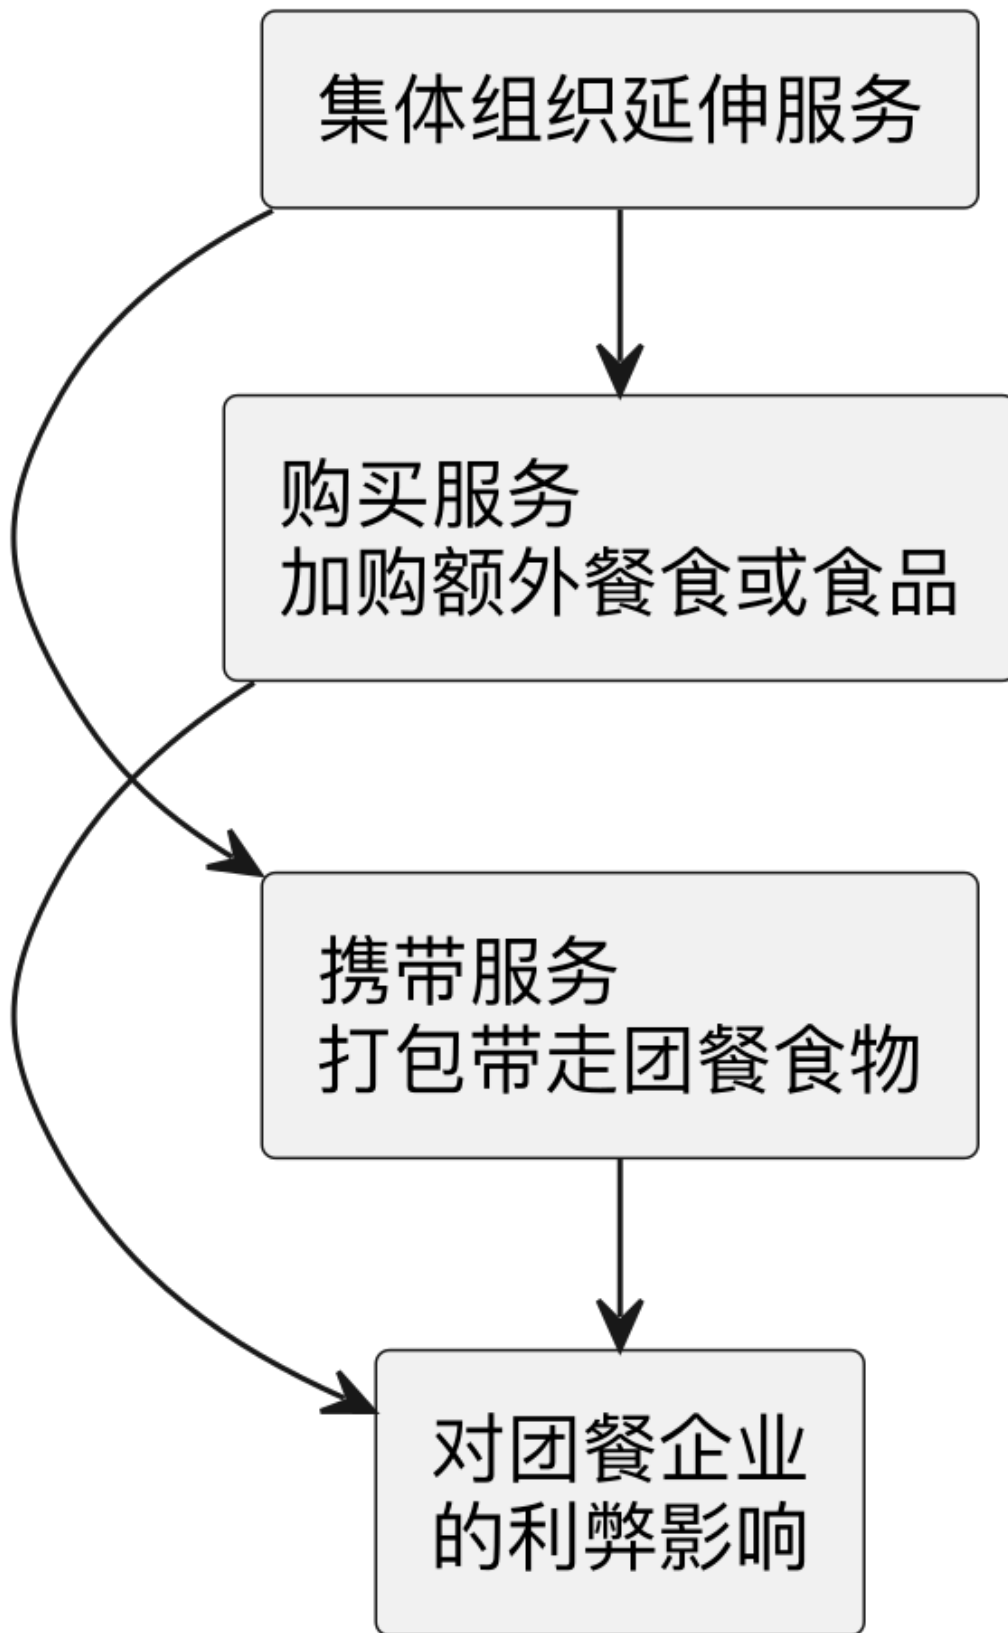 集体组织延伸服务
购买服务
加购额外餐食或食品
携带服务
打包带走团餐食物
对团餐企业
的利弊影响